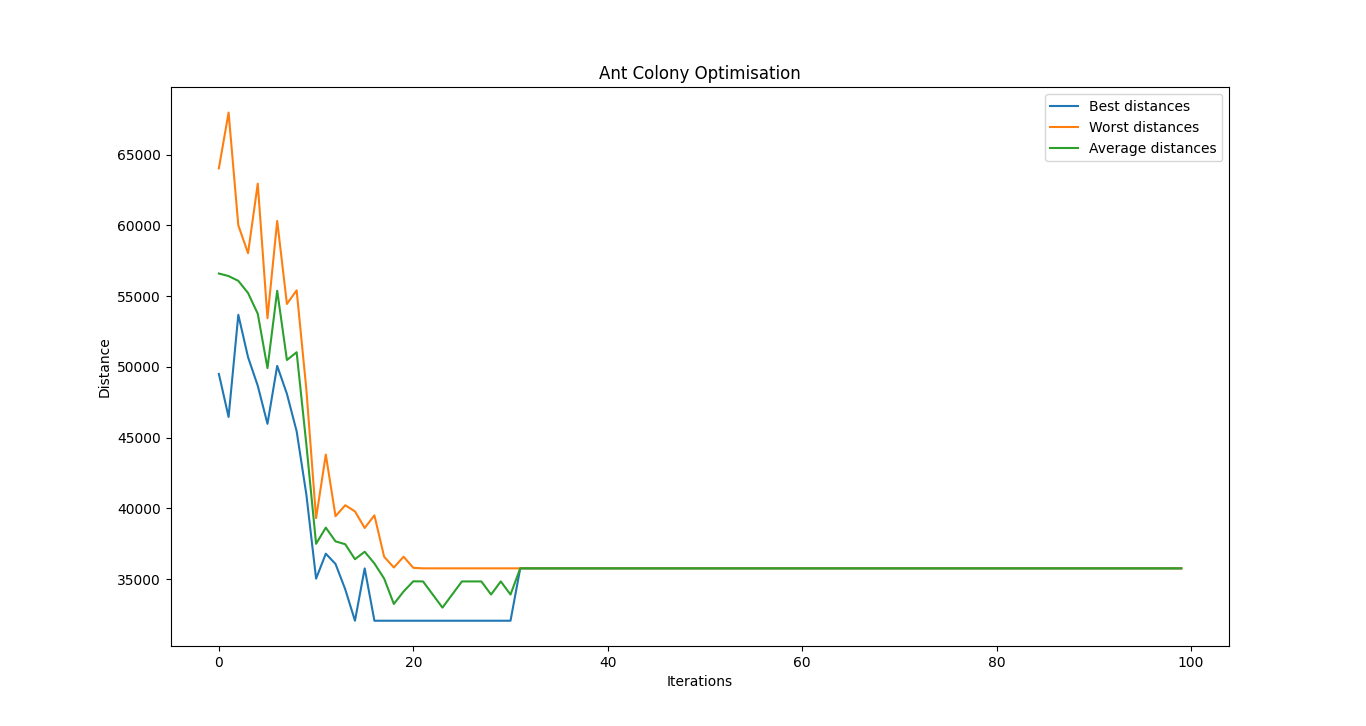 Ant Colony Optimisation
Best distances
Worst distances
Average distances
65000
60000
55000
50000
45000
40000
35000
Distance
0 20 40 60 80 100
Iterations